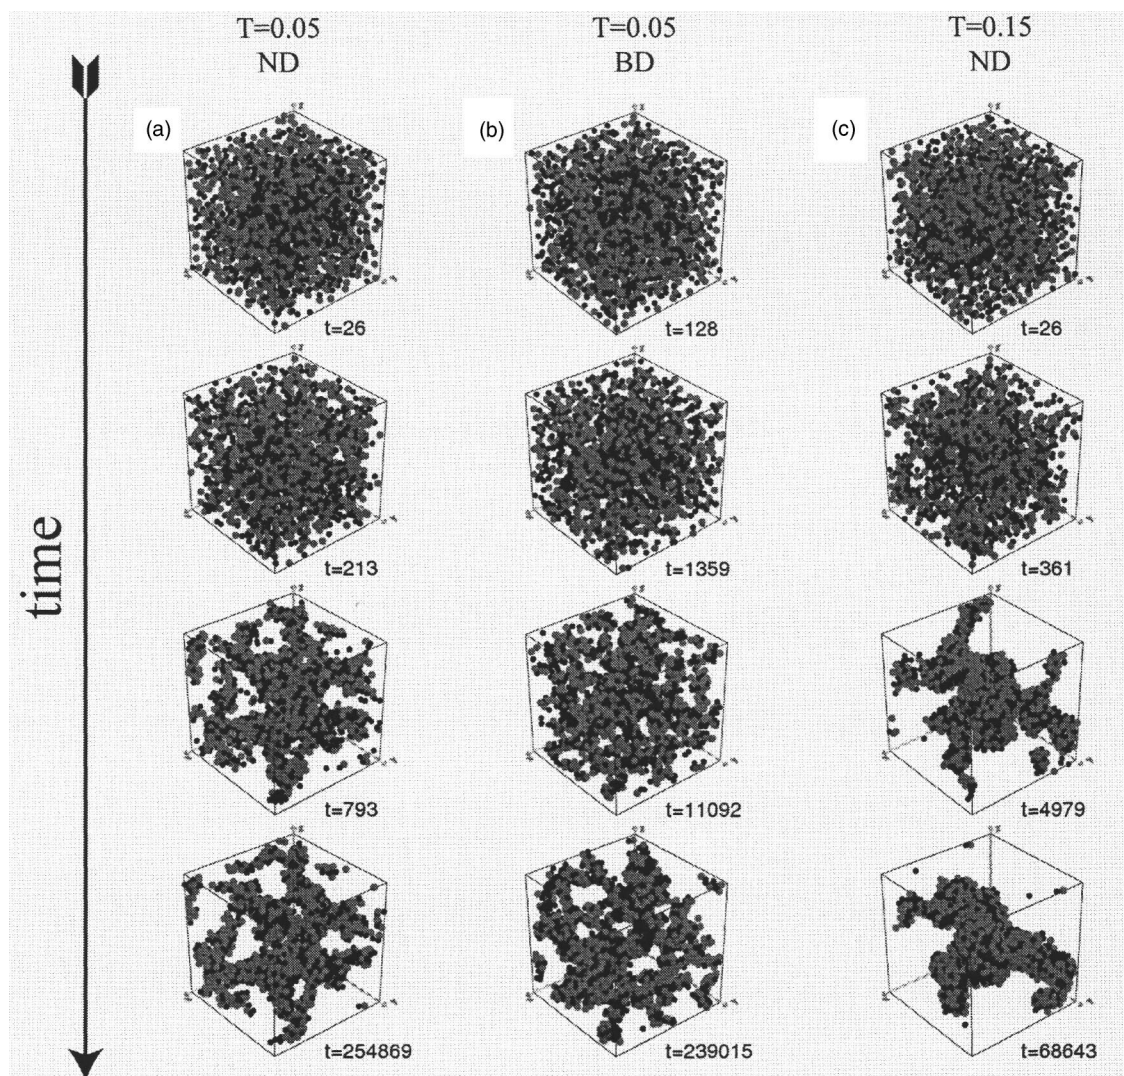 T=0.05 T=0.05 T=0.15
ND BD ND
(a) (b) (c)
t=26 t=128 t=26
t=213 t=1359 t=361
time
t=793 t=11092 t=4979
t=254869 t=239015 t=68643